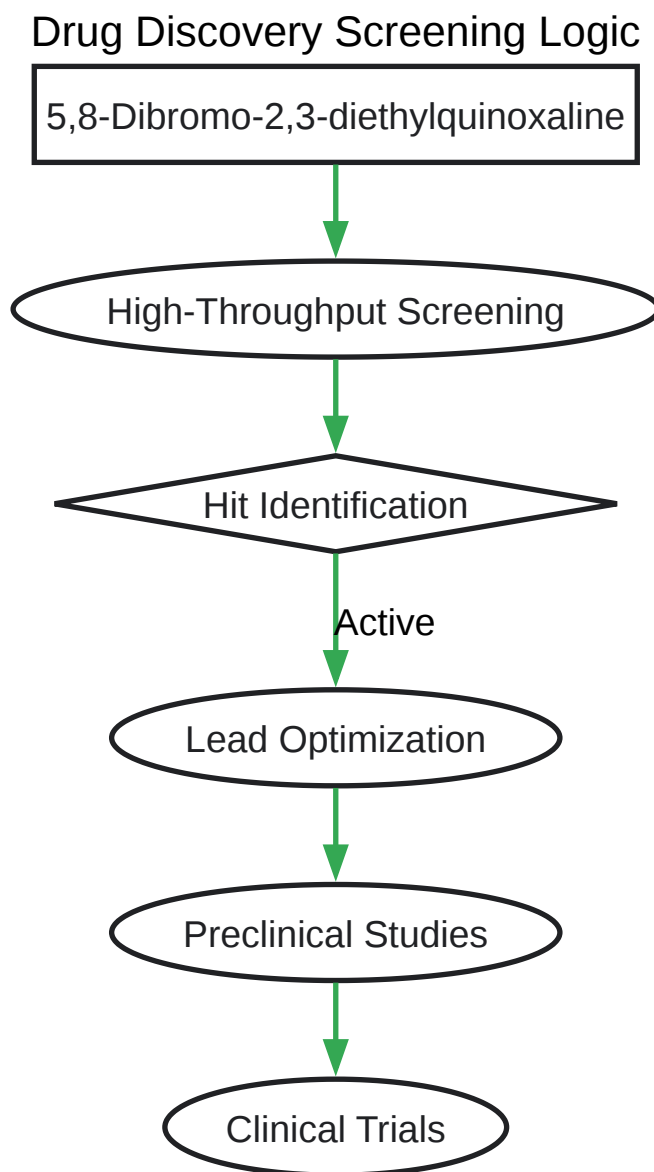 Drug Discovery Screening Logic
5,8-Dibromo-2,3-diethylquinoxaline
High-Throughput Screening
Hit Identification
Active
Lead Optimization
Preclinical Studies
Clinical Trials